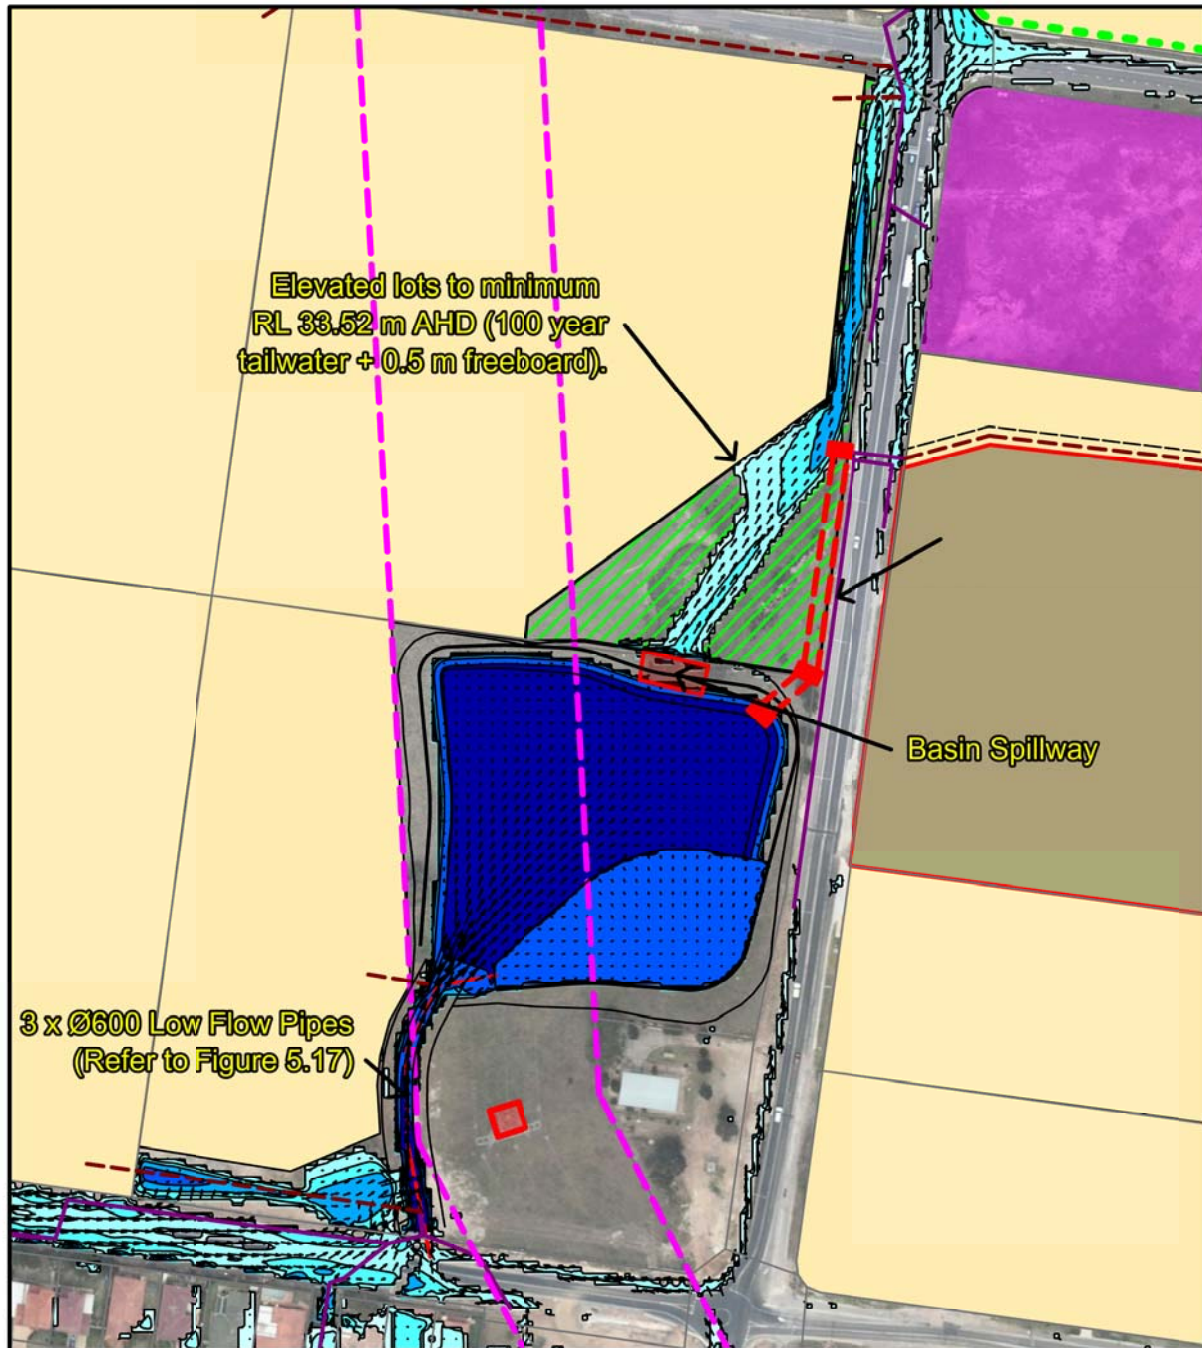 Elevated lots to minimum
RL 33.52 m AHD (100 year
tailwater + 0.5 m freeboard).
Basin Spillway
3 x Ø600 Low Flow Pipes
(Refer to Figure 5.17)